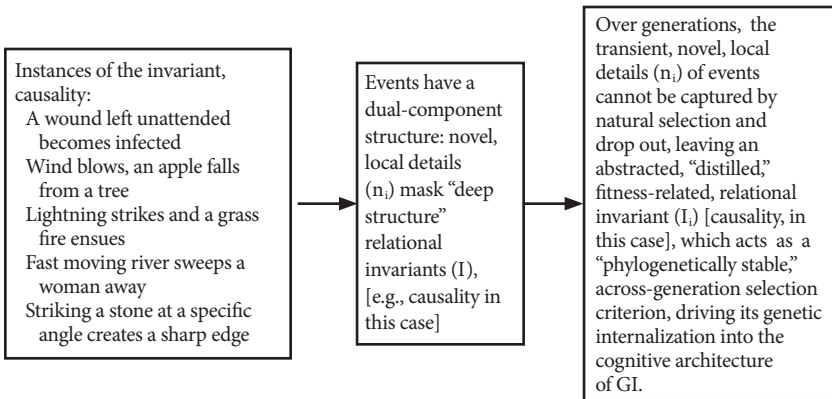 Instances of the invariant,
causality:
A wound left unattended
becomes infected
Wind blows, an apple falls
from a tree
Lightning strikes and a grass
fire ensues
Fast moving river sweeps a
woman away
Striking a stone at a specific
angle creates a sharp edge
Events have a
dual-component
structure: novel,
local details
(nᵢ) mask “deep
structure”
relational
invariants (I),
[e.g., causality in
this case]
Over generations, the
transient, novel, local
details (nᵢ) of events
cannot be captured by
natural selection and
drop out, leaving an
abstracted, “distilled,”
fitness-related, relational
invariant (Iᵢ) [causality, in
this case], which acts as a
“phylogenetically stable,”
across-generation selection
criterion, driving its genetic
internalization into the
cognitive architecture
of GI.